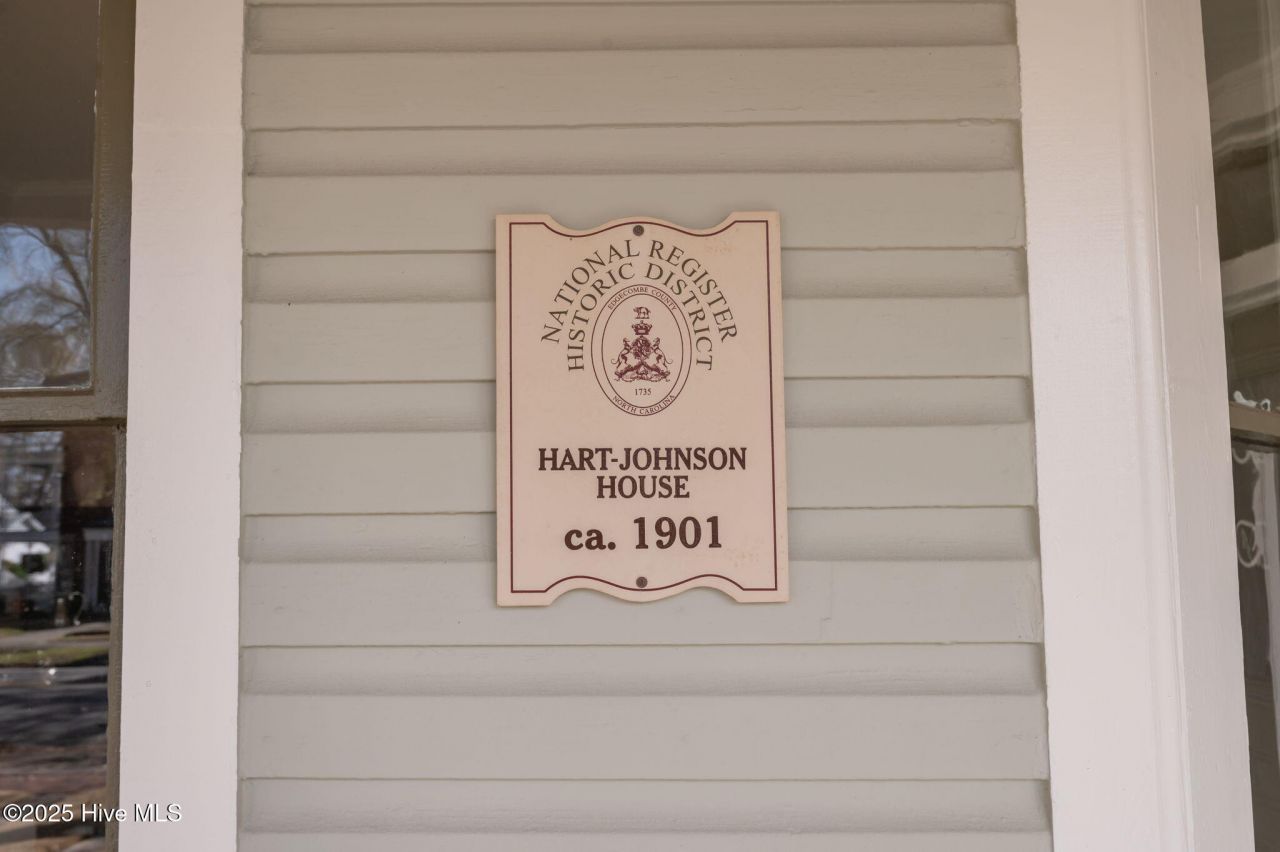 NATIONAL REGISTER
HISTORIC DISTRICT
EDGECOMBE COUNTY
1735
NORTH CAROLINA
HART-JOHNSON
HOUSE
ca. 1901
©2025 Hive MLS